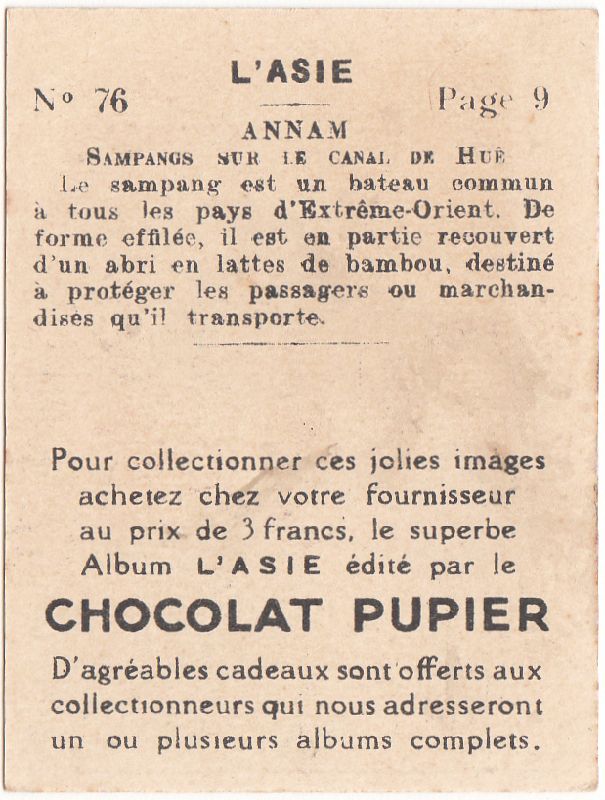 L'ASIE
Nº 76 Page 9
ANNAM
SAMPANGS SUR LE CANAL DE HUÊ
Le sampang est un bateau commun
à tous les pays d'Extrême-Orient. De
forme effilée, il est en partie recouvert
d'un abri en lattes de bambou, destiné
à protéger les passagers ou marchan-
dises qu'il transporte.
Pour collectionner ces jolies images
achetez chez votre fournisseur
au prix de 3 francs, le superbe
Album L'ASIE édité par le
CHOCOLAT PUPIER
D'agréables cadeaux sont offerts aux
collectionneurs qui nous adresseront
un ou plusieurs albums complets.